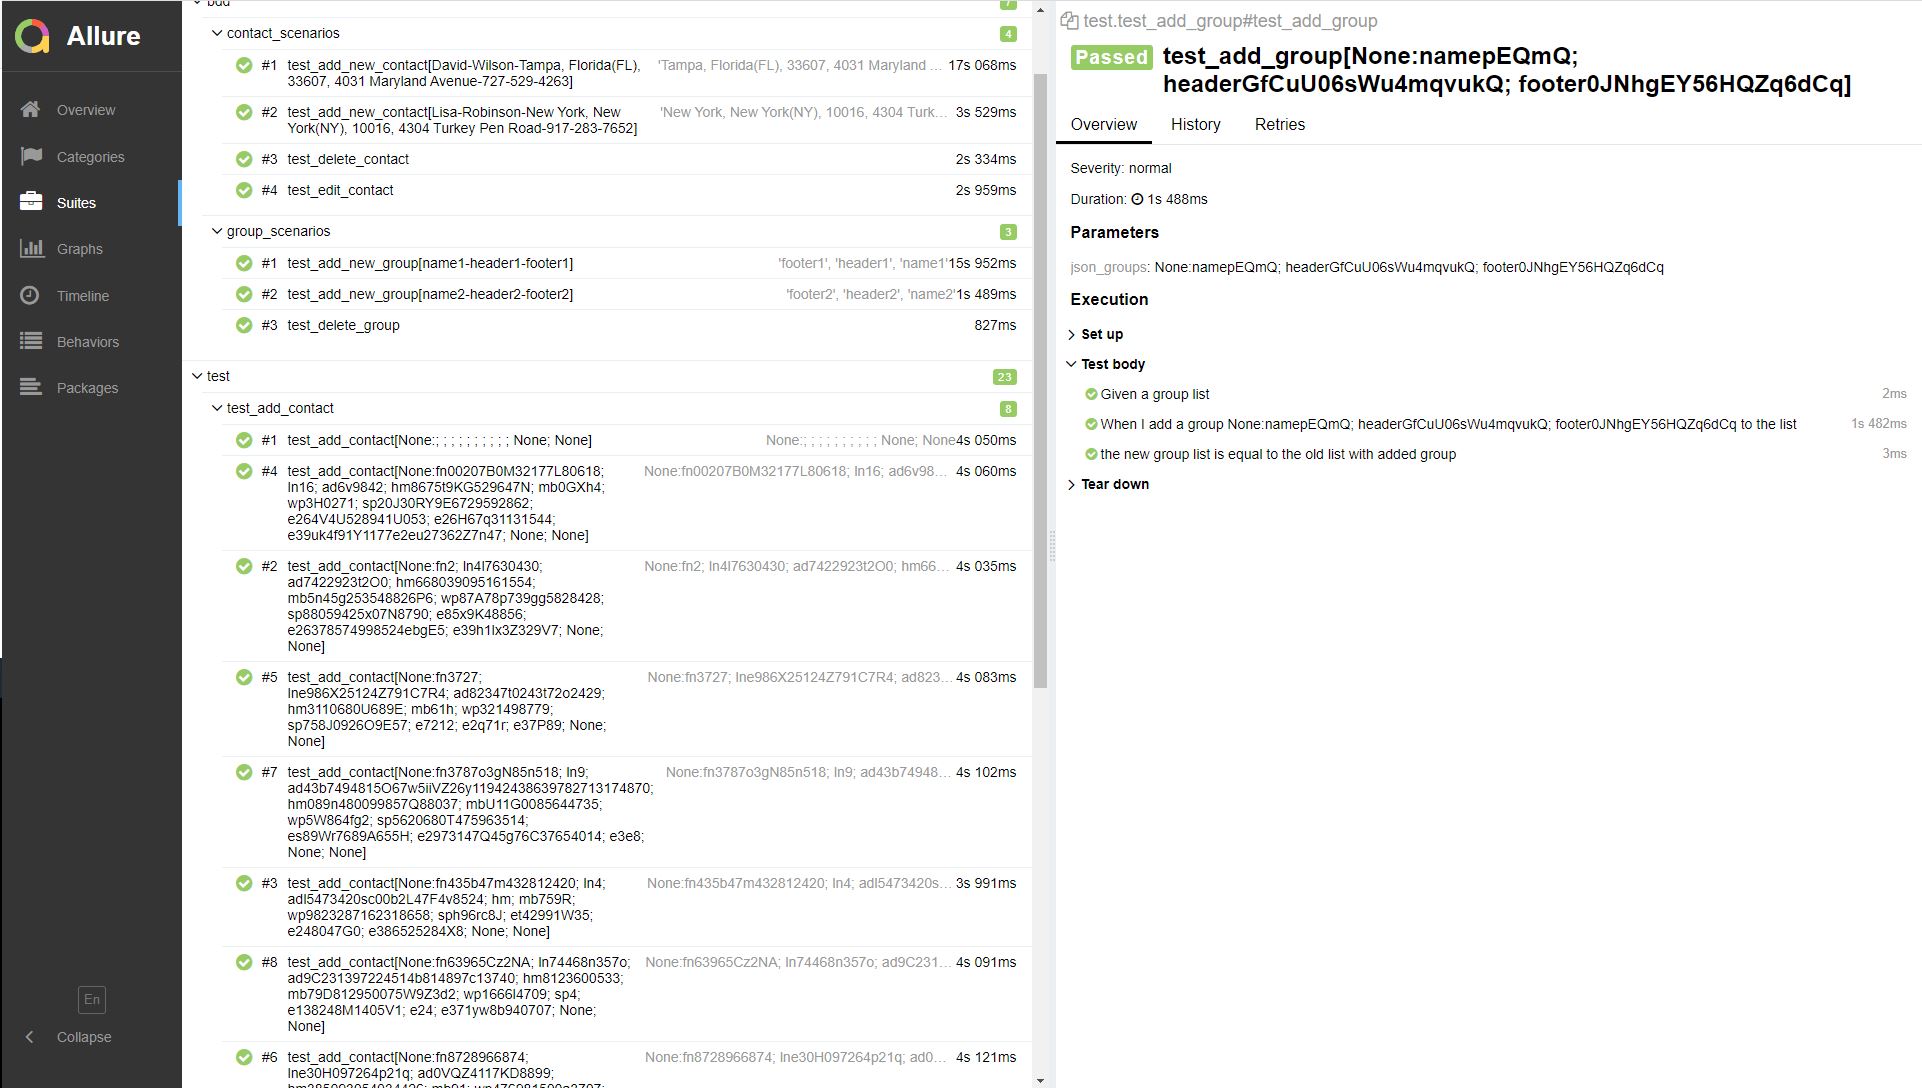 Allure
Overview
Categories
Suites
Graphs
Timeline
Behaviors
Packages
En
Collapse
bdd 7
contact_scenarios 4
#1 test_add_new_contact[David-Wilson-Tampa, Florida(FL), 'Tampa, Florida(FL), 33607, 4031 Maryland ... 17s 068ms
33607, 4031 Maryland Avenue-727-529-4263]
#2 test_add_new_contact[Lisa-Robinson-New York, New 'New York, New York(NY), 10016, 4304 Turk... 3s 529ms
York(NY), 10016, 4304 Turkey Pen Road-917-283-7652]
#3 test_delete_contact 2s 334ms
#4 test_edit_contact 2s 959ms
group_scenarios 3
#1 test_add_new_group[name1-header1-footer1] 'footer1', 'header1', 'name1' 15s 952ms
#2 test_add_new_group[name2-header2-footer2] 'footer2', 'header2', 'name2' 1s 489ms
#3 test_delete_group 827ms
test 23
test_add_contact 8
#1 test_add_contact[None:; ; ; ; ; ; ; ; ; ; None; None] None:; ; ; ; ; ; ; ; ; ; None; None 4s 050ms
#4 test_add_contact[None:fn00207B0M32177L80618; None:fn00207B0M32177L80618; ln16; ad6v98... 4s 060ms
ln16; ad6v9842; hm8675t9KG529647N; mb0GXh4;
wp3H0271; sp20J30RY9E6729592862;
e264V4U528941U053; e26H67q31131544;
e39uk4f91Y1177e2eu27362Z7n47; None; None]
#2 test_add_contact[None:fn2; ln4l7630430; None:fn2; ln4l7630430; ad7422923t2O0; hm66... 4s 035ms
ad7422923t2O0; hm668039095161554;
mb5n45g253548826P6; wp87A78p739gg5828428;
sp88059425x07N8790; e85x9K48856;
e26378574998524ebgE5; e39h1lx3Z329V7; None;
None]
#5 test_add_contact[None:fn3727; None:fn3727; lne986X25124Z791C7R4; ad823... 4s 083ms
lne986X25124Z791C7R4; ad82347t0243t72o2429;
hm3110680U689E; mb61h; wp321498779;
sp758J0926O9E57; e7212; e2q71r; e37P89; None;
None]
#7 test_add_contact[None:fn3787o3gN85n518; ln9; None:fn3787o3gN85n518; ln9; ad43b74948... 4s 102ms
ad43b7494815O67w5iiVZ26y11942438639782713174870;
hm089n480099857Q88037; mbU11G0085644735;
wp5W864fg2; sp5620680T475963514;
es89Wr7689A655H; e2973147Q45g76C37654014; e3e8;
None; None]
#3 test_add_contact[None:fn435b47m432812420; ln4; None:fn435b47m432812420; ln4; adl5473420s... 3s 991ms
adl5473420sc00b2L47F4v8524; hm; mb759R;
wp9823287162318658; sph96rc8J; et42991W35;
e248047G0; e386525284X8; None; None]
#8 test_add_contact[None:fn63965Cz2NA; ln74468n357o; None:fn63965Cz2NA; ln74468n357o; ad9C231... 4s 091ms
ad9C231397224514b814897c13740; hm8123600533;
mb79D812950075W9Z3d2; wp1666l4709; sp4;
e138248M1405V1; e24; e371yw8b940707; None;
None]
#6 test_add_contact[None:fn8728966874; None:fn8728966874; lne30H097264p21q; ad0... 4s 121ms
lne30H097264p21q; ad0VQZ4117KD8899;
test.test_add_group#test_add_group
Passed test_add_group[None:namepEQmQ;
headerGfCuU06sWu4mqvukQ; footer0JNhgEY56HQZq6dCq]
Overview History Retries
Severity: normal
Duration: 1s 488ms
Parameters
json_groups: None:namepEQmQ; headerGfCuU06sWu4mqvukQ; footer0JNhgEY56HQZq6dCq
Execution
Set up
Test body
Given a group list 2ms
When I add a group None:namepEQmQ; headerGfCuU06sWu4mqvukQ; footer0JNhgEY56HQZq6dCq to the list 1s 482ms
the new group list is equal to the old list with added group 3ms
Tear down